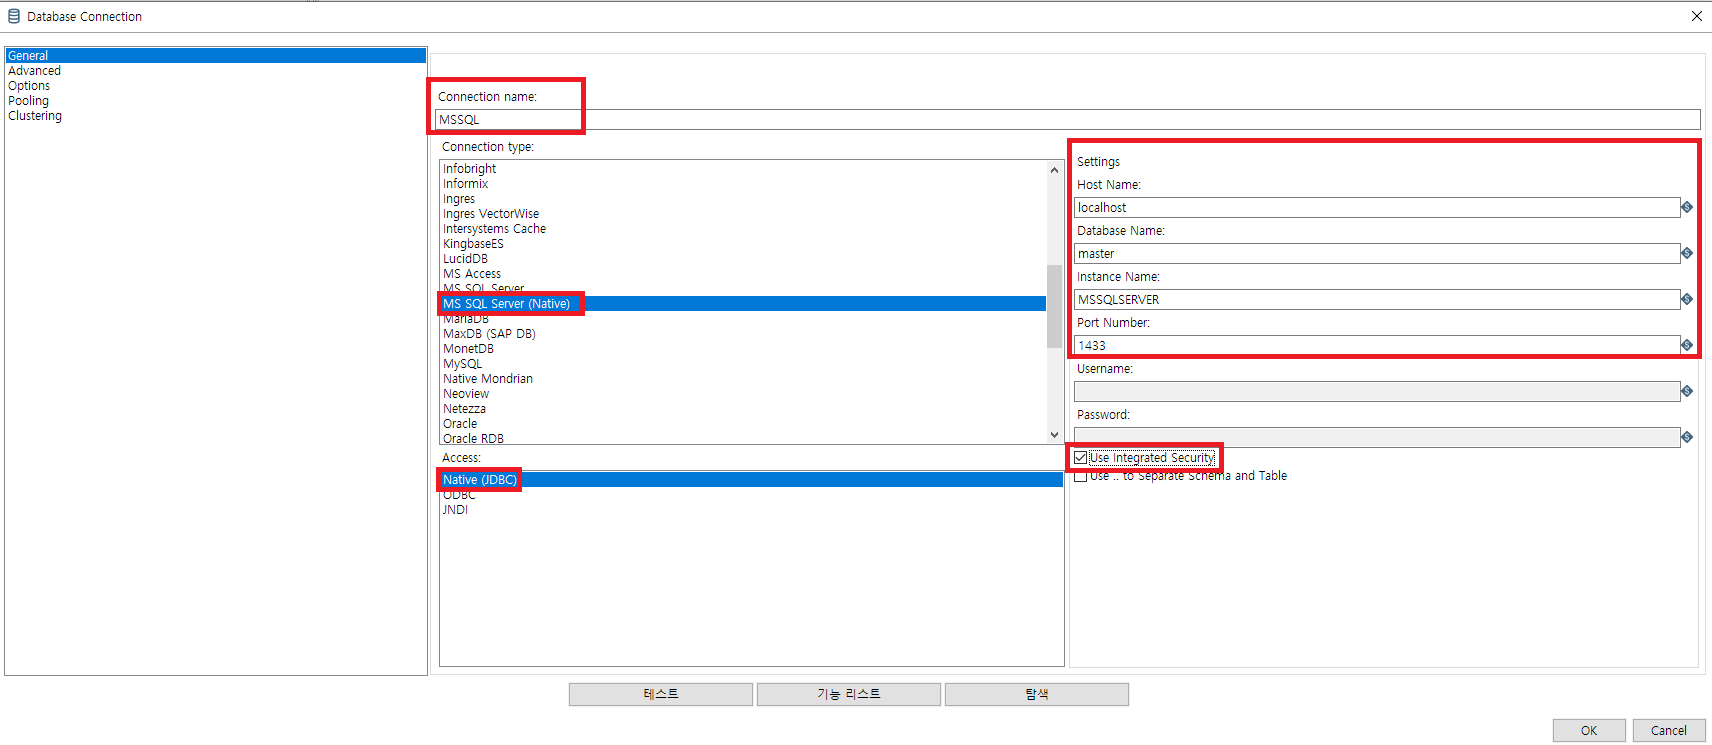 Database Connection
General
Advanced
Options
Pooling
Clustering
Connection name:
MSSQL
Connection type:
Infobright
Informix
Ingres
Ingres VectorWise
Intersystems Cache
KingbaseES
LucidDB
MS Access
MS SQL Server
MS SQL Server (Native)
MariaDB
MaxDB (SAP DB)
MonetDB
MySQL
Native Mondrian
Neoview
Netezza
Oracle
Oracle RDB
Access:
Native (JDBC)
ODBC
JNDI
Settings
Host Name:
localhost
Database Name:
master
Instance Name:
MSSQLSERVER
Port Number:
1433
Username:
Password:
Use Integrated Security
Use .. to Separate Schema and Table
테스트
기능 리스트
탐색
OK
Cancel